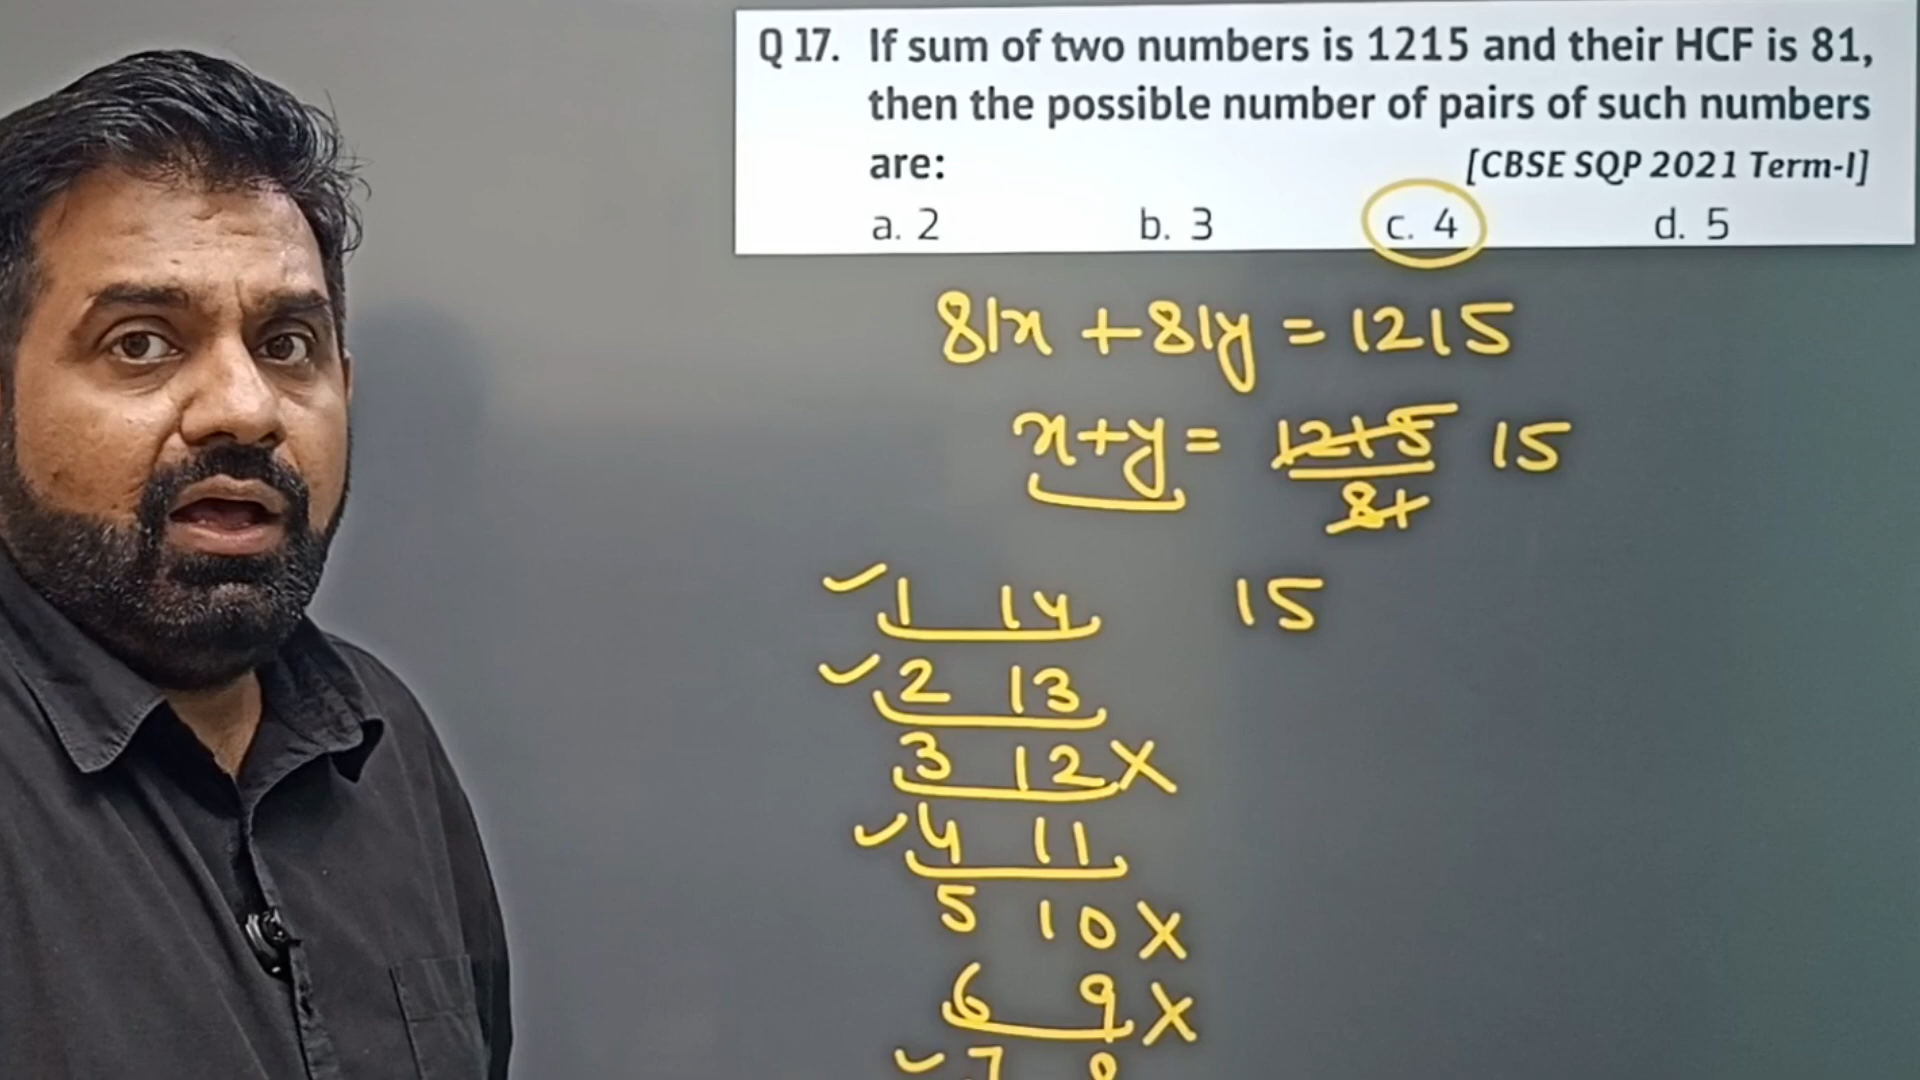 Q 17. If sum of two numbers is 1215 and their HCF is 81,
then the possible number of pairs of such numbers
are: [CBSE SQP 2021 Term-I]
a. 2 b. 3 c. 4 d. 5
81x + 81y = 1215
x+y = 1215/81 15
✓ 1 14 15
✓ 2 13
3 12 X
✓ 4 11
5 10 X
6 9 X
✓ 7 8